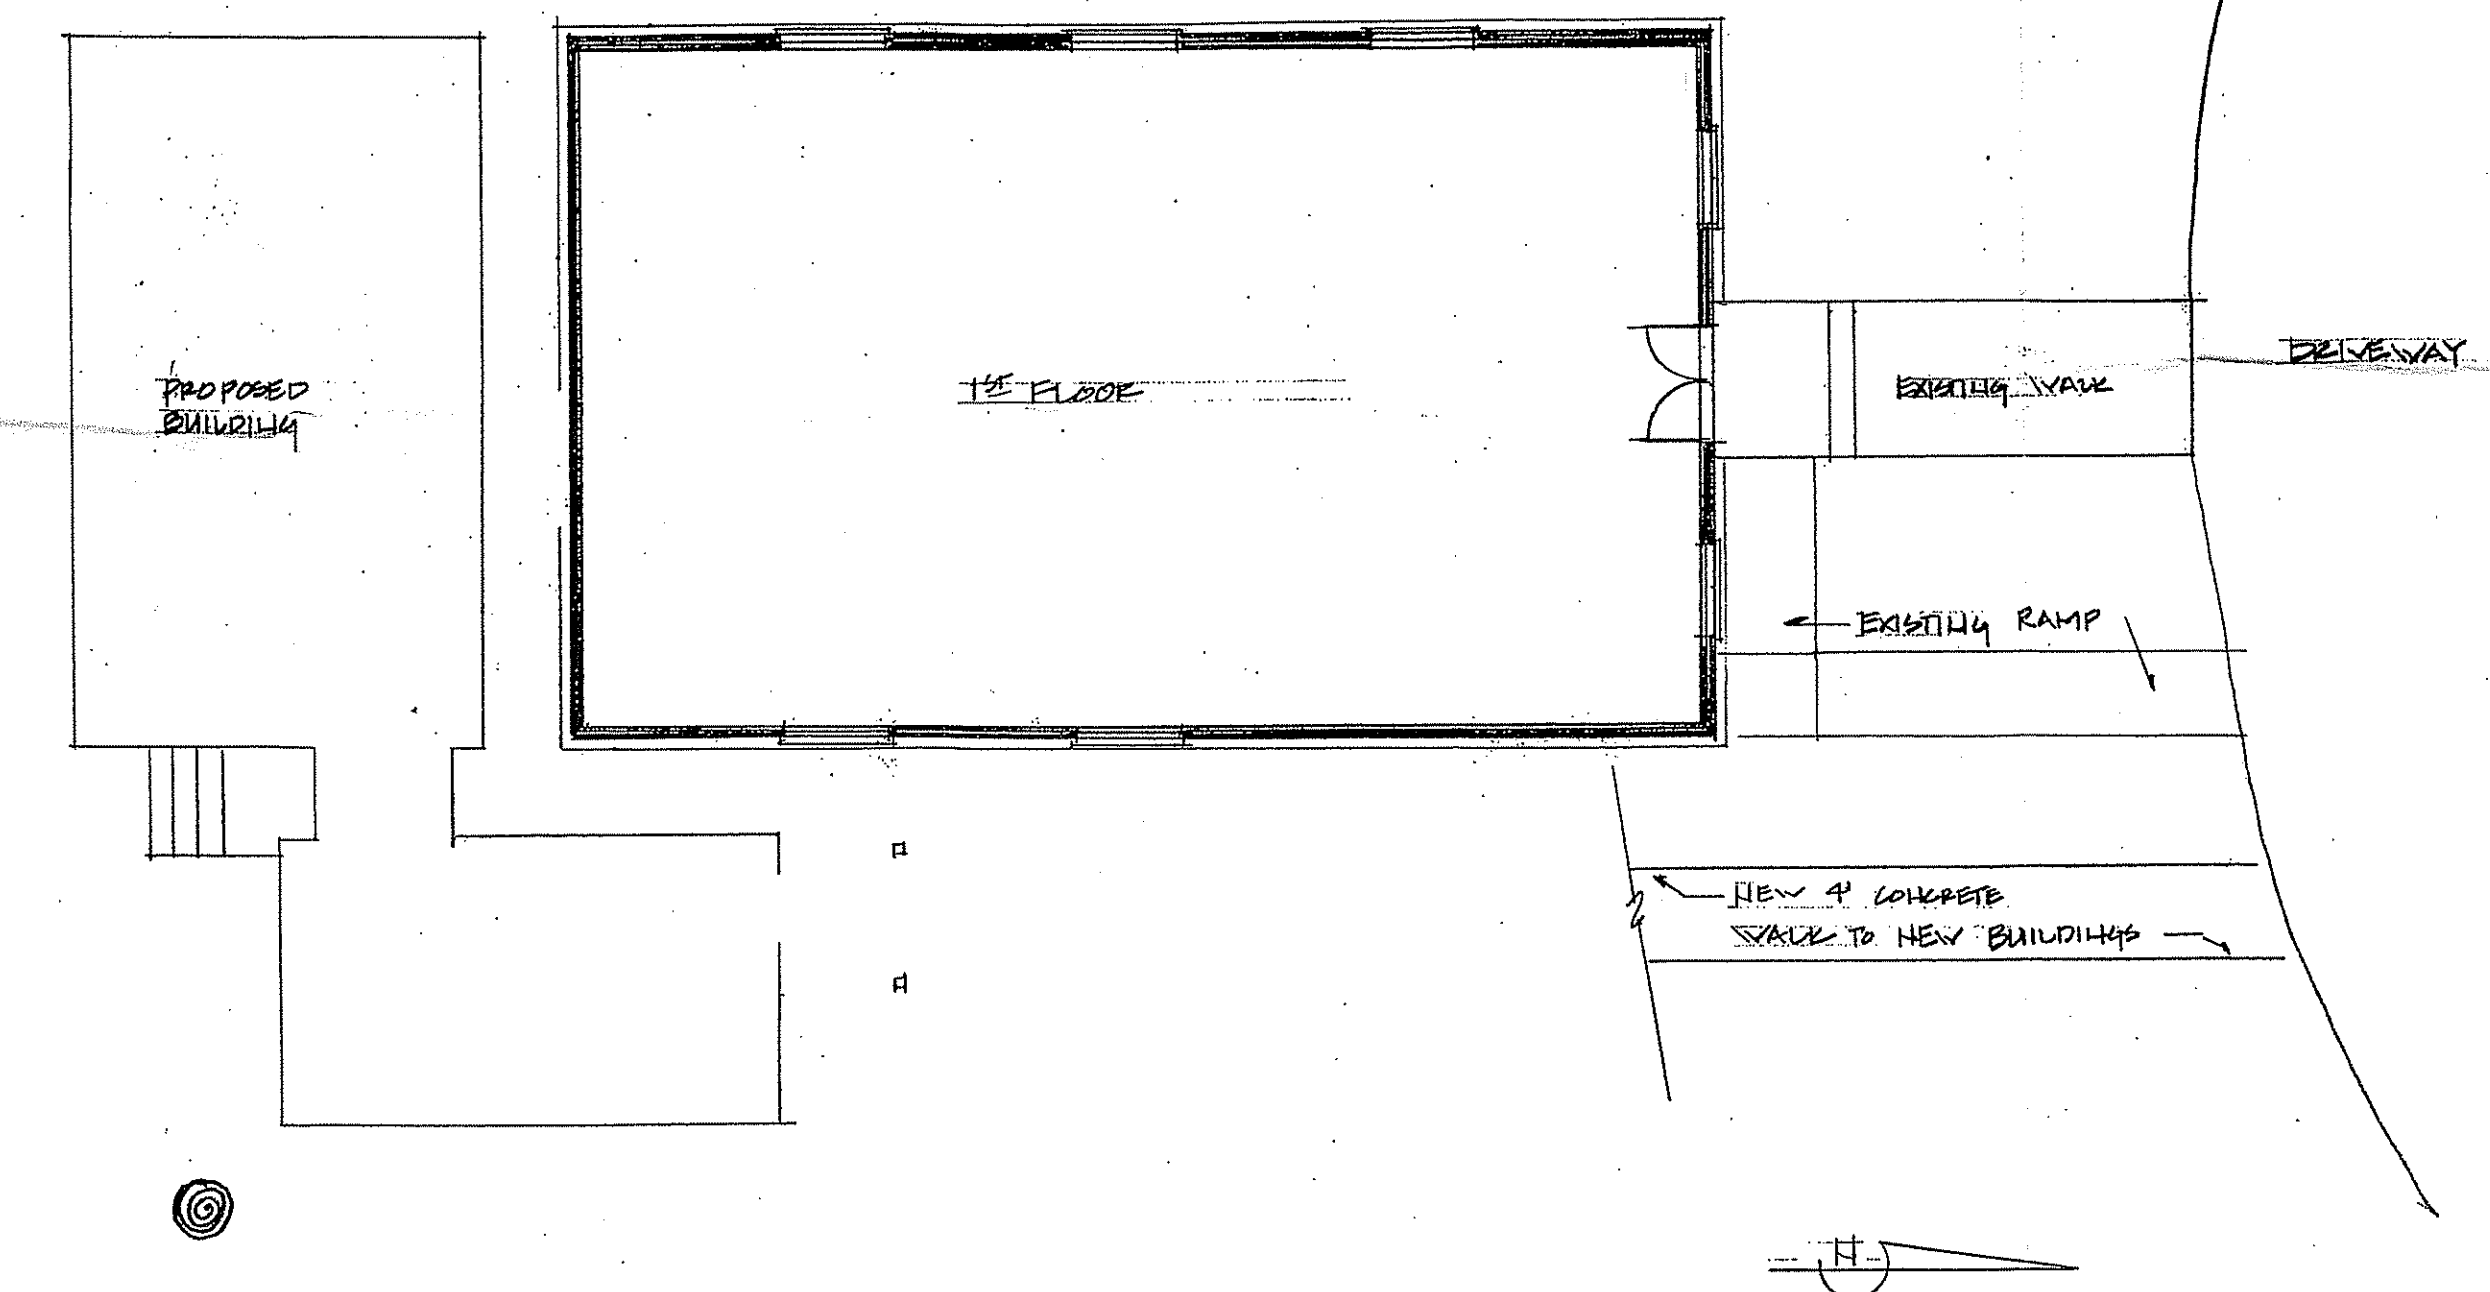 PROPOSED
BUILDING
1ST FLOOR
EXISTING WALK
DRIVEWAY
EXISTING RAMP
NEW 4' CONCRETE
WALK TO NEW BUILDINGS
N